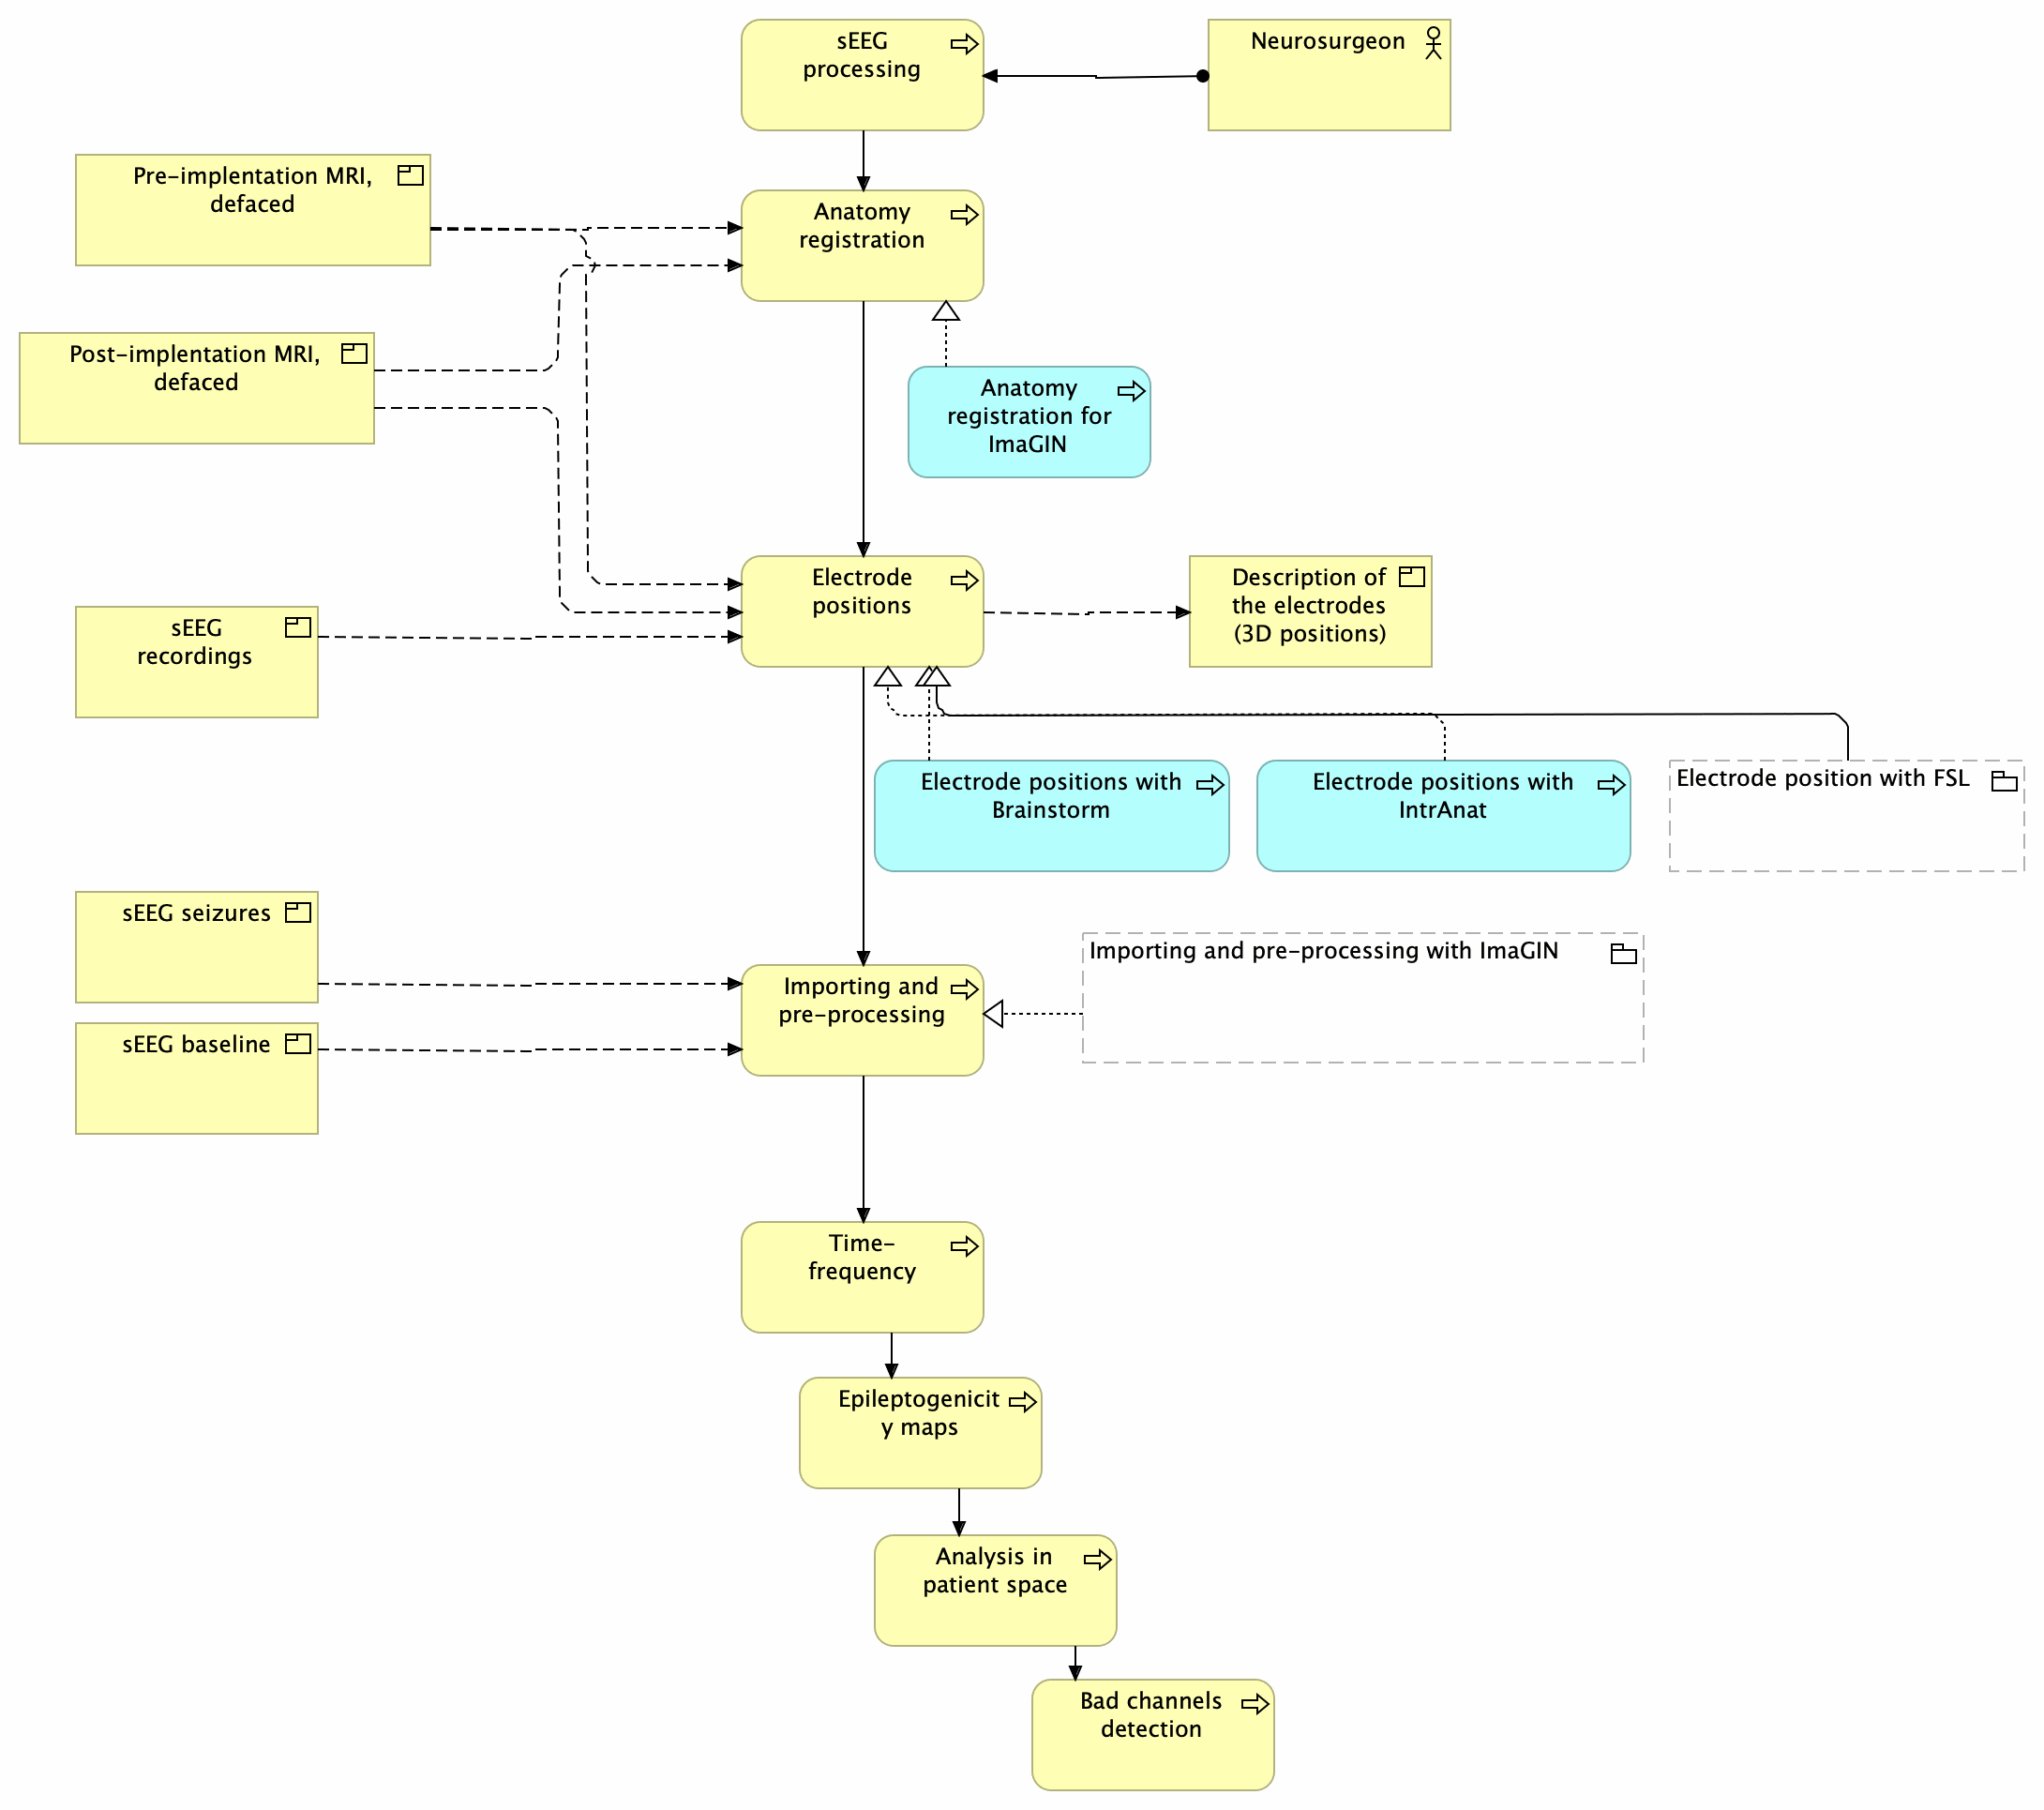 sEEG
processing
Neurosurgeon
Pre-implentation MRI,
defaced
Anatomy
registration
Post-implentation MRI,
defaced
Anatomy
registration for
ImaGIN
Electrode
positions
Description of
the electrodes
(3D positions)
sEEG
recordings
Electrode positions with
Brainstorm
Electrode positions with
IntrAnat
Electrode position with FSL
sEEG seizures
Importing and pre-processing with ImaGIN
Importing and
pre-processing
sEEG baseline
Time-
frequency
Epileptogenicit
y maps
Analysis in
patient space
Bad channels
detection